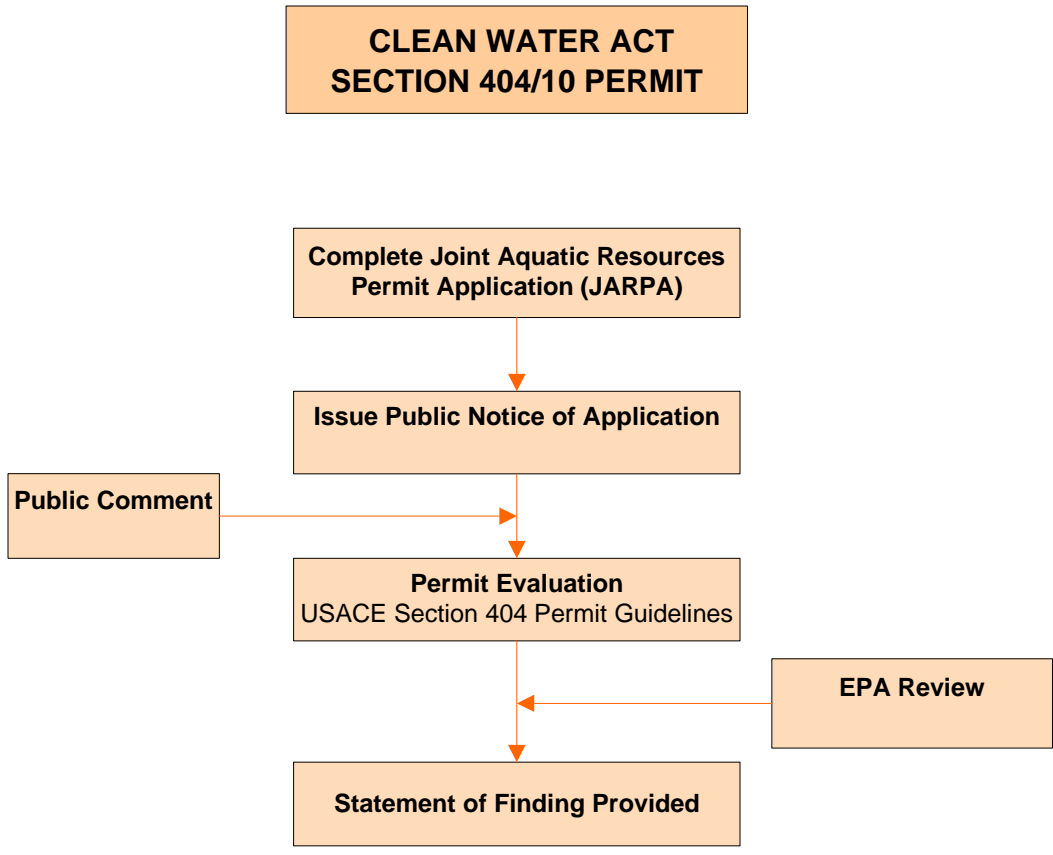 CLEAN WATER ACT
SECTION 404/10 PERMIT
Complete Joint Aquatic Resources
Permit Application (JARPA)
Issue Public Notice of Application
Public Comment
Permit Evaluation
USACE Section 404 Permit Guidelines
EPA Review
Statement of Finding Provided